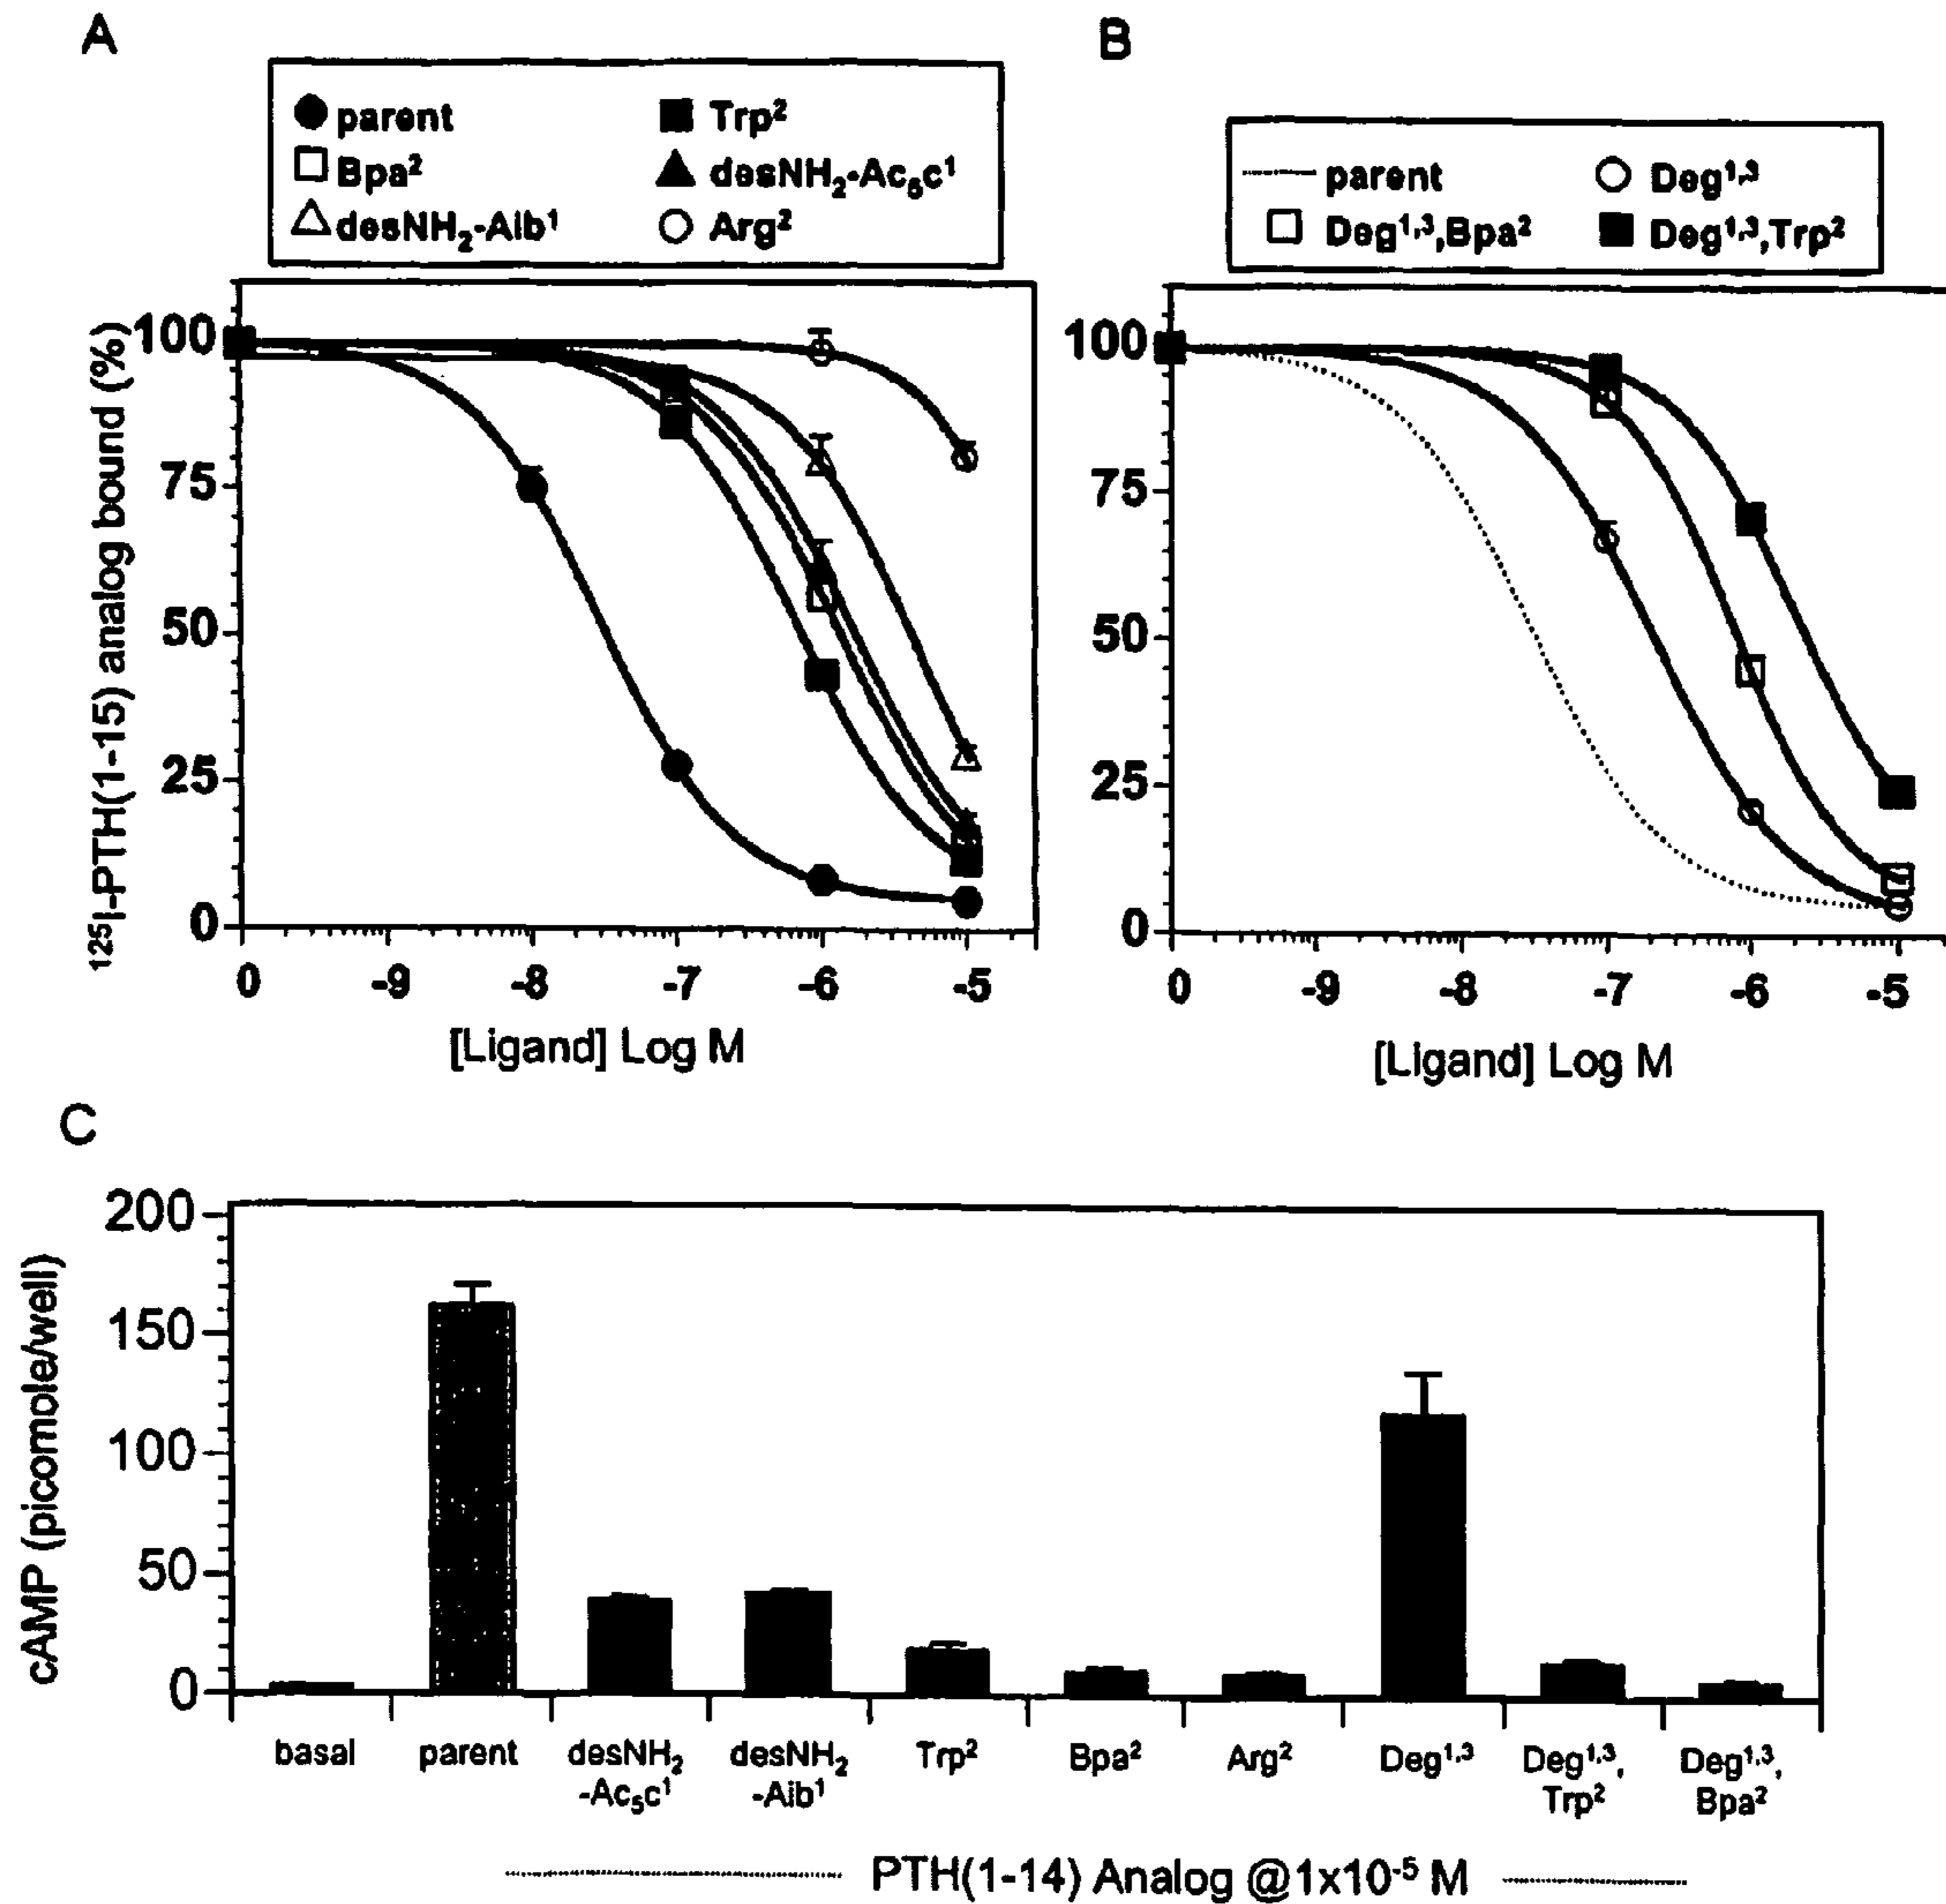 A
parent
Trp²
Bpa²
desNH₂-Ac₅c¹
desNH₂-Aib¹
Arg²
B
parent
Deg¹,³
Deg¹,³,Bpa²
Deg¹,³,Trp²
¹²⁵I-PTH(1-15) analog bound (%)
100
75
50
25
0
0 -9 -8 -7 -6 -5
[Ligand] Log M
100
75
50
25
0
0 -9 -8 -7 -6 -5
[Ligand] Log M
C
cAMP (picomole/well)
200
150
100
50
0
basal
parent
desNH₂
-Ac₅c¹
desNH₂
-Aib¹
Trp²
Bpa²
Arg²
Deg¹,³
Deg¹,³,
Trp²
Deg¹,³,
Bpa²
PTH(1-14) Analog @1x10⁻⁵ M